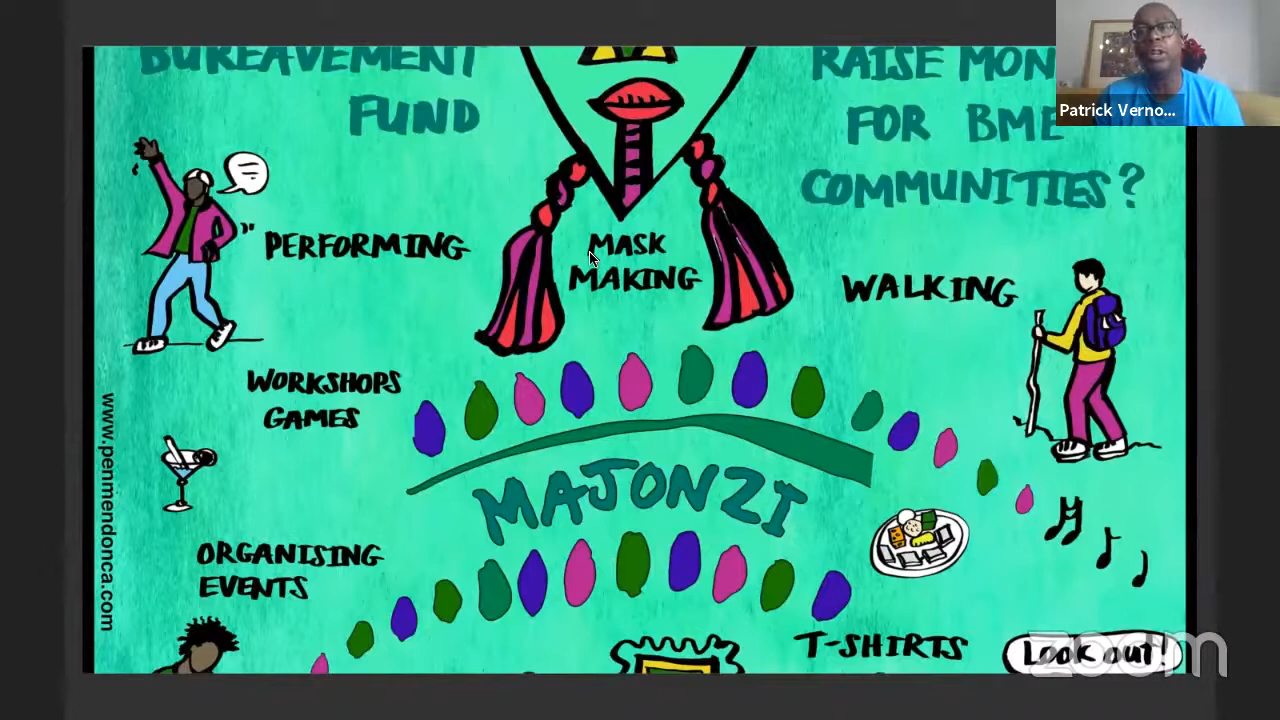 BUREAVEMENT
FUND
RAISE MON
FOR BME
COMMUNITIES?
Patrick Verno...
PERFORMING
MASK
MAKING
WALKING
WORKSHOPS
GAMES
MAJONZI
ORGANISING
EVENTS
T-SHIRTS
LOOK OUT!
zoom
www.penmendonca.com